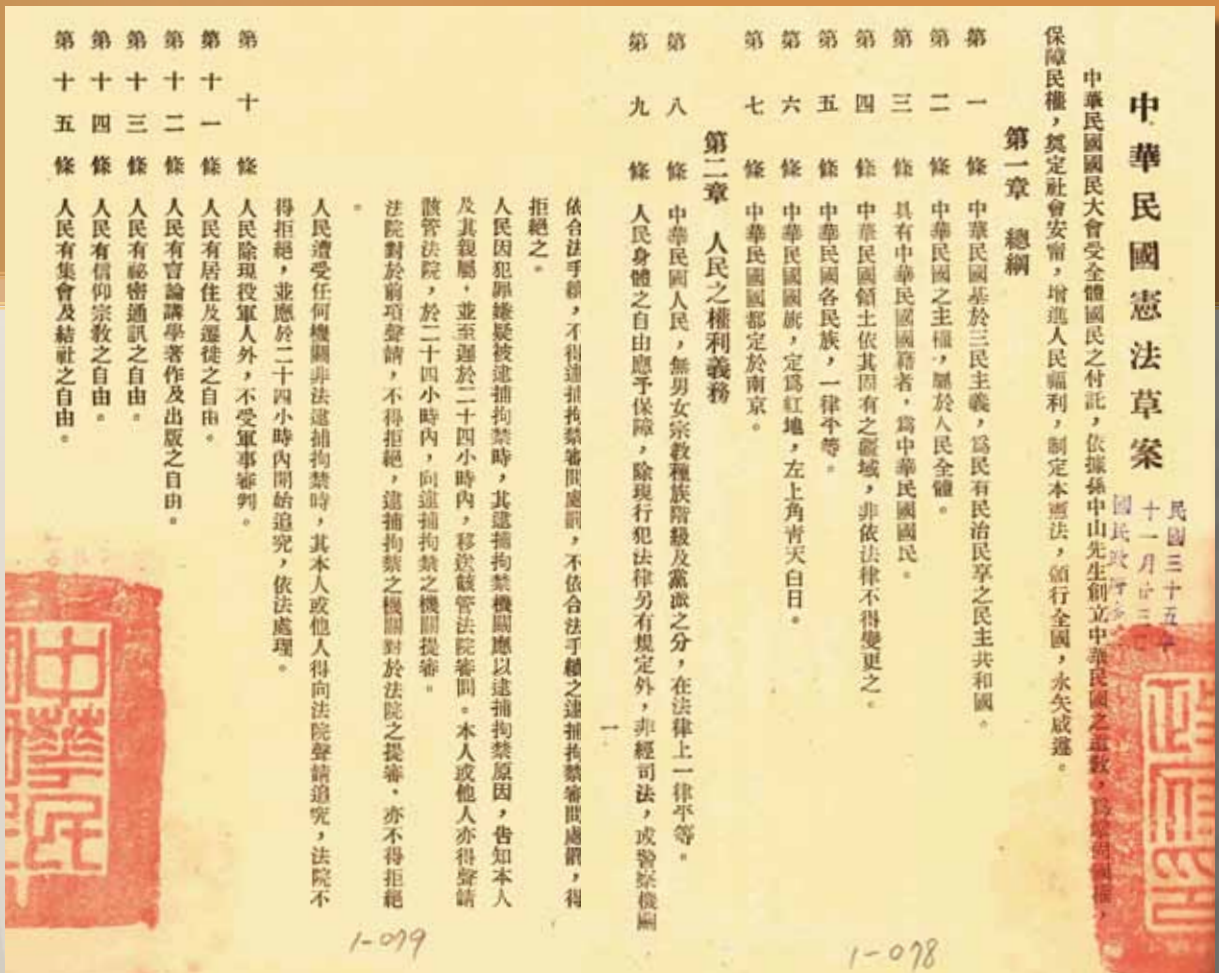 中華民國憲法草案
民國三十五年
十一月廿三日
國民政府
中華民國國民大會受全體國民之付託，依據孫中山先生創立中華民國之遺教，為鞏固國權，
保障民權，奠定社會安甯，增進人民福利，制定本憲法，頒行全國，永矢咸遵。
第一章　總綱
第一條　中華民國基於三民主義，為民有民治民享之民主共和國。
第二條　中華民國之主權，屬於人民全體。
第三條　具有中華民國國籍者，為中華民國國民。
第四條　中華民國領土依其固有之疆域，非依法律不得變更之。
第五條　中華民國各民族，一律平等。
第六條　中華民國國旗，定為紅地，左上角青天白日。
第七條　中華民國國都定於南京。
第二章　人民之權利義務
第八條　中華民國人民，無男女宗教種族階級及黨派之分，在法律上一律平等。
第九條　人民身體之自由應予保障，除現行犯法律另有規定外，非經司法，或警察機關
一
依合法手續，不得逮捕拘禁審問處罰，不依合法手續之逮捕拘禁審問處罰，得
拒絕之。
人民因犯罪嫌疑被逮捕拘禁時，其逮捕拘禁機關應以逮捕拘禁原因，告知本人
及其親屬，並至遲於二十四小時內，移送該管法院審問。本人或他人亦得聲請
該管法院，於二十四小時內，向逮捕拘禁之機關提審。
法院對於前項聲請，不得拒絕，逮捕拘禁之機關對於法院之提審，亦不得拒絕
。
人民遭受任何機關非法逮捕拘禁時，其本人或他人得向法院聲請追究，法院不
得拒絕，並應於二十四小時內開始追究，依法處理。
第十條　人民除現役軍人外，不受軍事審判。
第十一條　人民有居住及遷徙之自由。
第十二條　人民有言論講學著作及出版之自由。
第十三條　人民有祕密通訊之自由。
第十四條　人民有信仰宗教之自由。
第十五條　人民有集會及結社之自由。
中華民
1-078
1-079